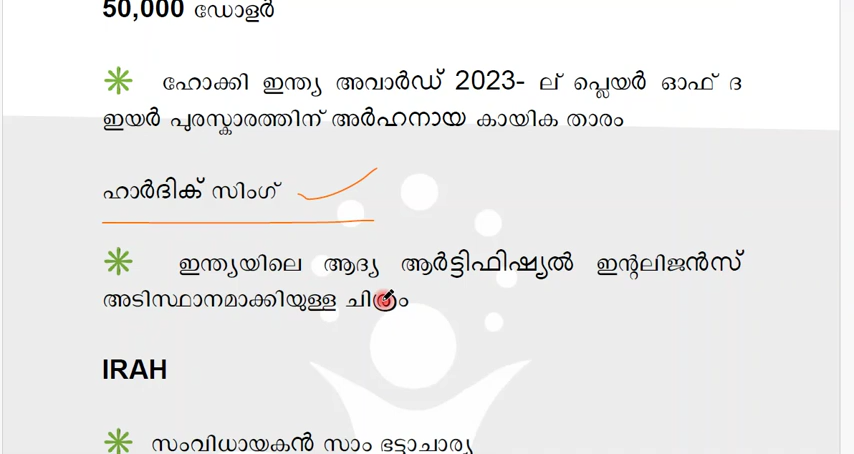 50,000 ഡോളർ
ഹോക്കി ഇന്ത്യ അവാർഡ് 2023- ല് പ്ലെയർ ഓഫ് ദ
ഇയർ പുരസ്കാരത്തിന് അർഹനായ കായിക താരം
ഹാർദിക് സിംഗ്
ഇന്ത്യയിലെ ആദ്യ ആർട്ടിഫിഷ്യൽ ഇന്റലിജൻസ്
അടിസ്ഥാനമാക്കിയുള്ള ചിത്രം
IRAH
സംവിധായകൻ സാം ഭട്ടാചാര്യ